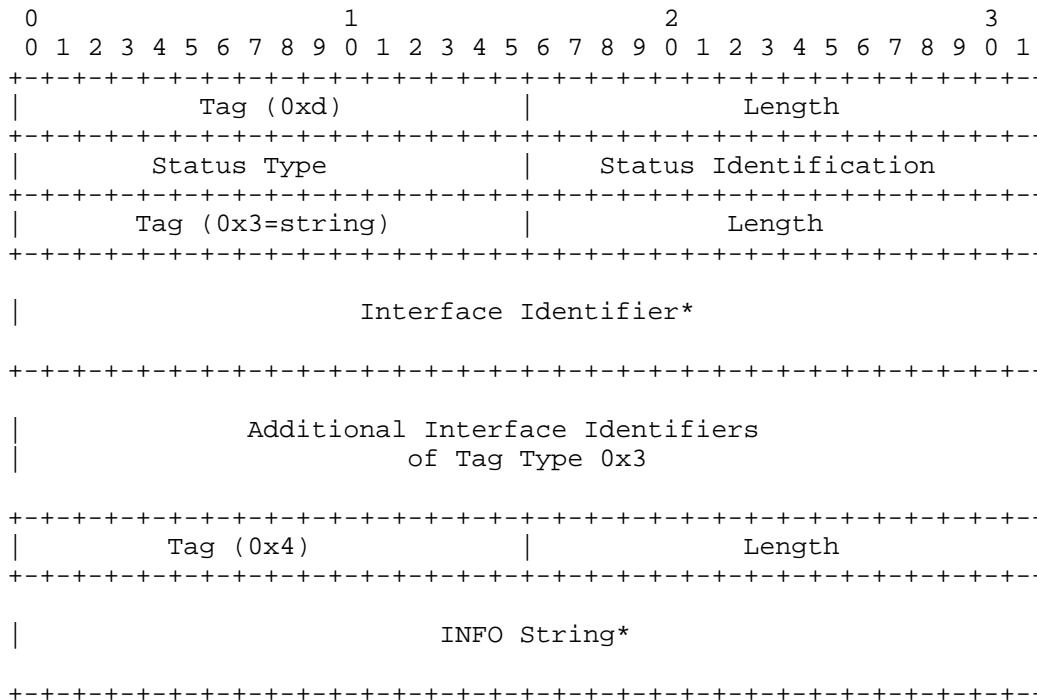 0 1 2 3
0 1 2 3 4 5 6 7 8 9 0 1 2 3 4 5 6 7 8 9 0 1 2 3 4 5 6 7 8 9 0 1
+-+-+-+-+-+-+-+-+-+-+-+-+-+-+-+-+-+-+-+-+-+-+-+-+-+-+-+-+-+-+-+--
| Tag (0xd) | Length
+-+-+-+-+-+-+-+-+-+-+-+-+-+-+-+-+-+-+-+-+-+-+-+-+-+-+-+-+-+-+-+--
| Status Type | Status Identification
+-+-+-+-+-+-+-+-+-+-+-+-+-+-+-+-+-+-+-+-+-+-+-+-+-+-+-+-+-+-+-+--
| Tag (0x3=string) | Length
+-+-+-+-+-+-+-+-+-+-+-+-+-+-+-+-+-+-+-+-+-+-+-+-+-+-+-+-+-+-+-+--
| Interface Identifier*
+-+-+-+-+-+-+-+-+-+-+-+-+-+-+-+-+-+-+-+-+-+-+-+-+-+-+-+-+-+-+-+--
| Additional Interface Identifiers
| of Tag Type 0x3
+-+-+-+-+-+-+-+-+-+-+-+-+-+-+-+-+-+-+-+-+-+-+-+-+-+-+-+-+-+-+-+--
| Tag (0x4) | Length
+-+-+-+-+-+-+-+-+-+-+-+-+-+-+-+-+-+-+-+-+-+-+-+-+-+-+-+-+-+-+-+--
| INFO String*
+-+-+-+-+-+-+-+-+-+-+-+-+-+-+-+-+-+-+-+-+-+-+-+-+-+-+-+-+-+-+-+--